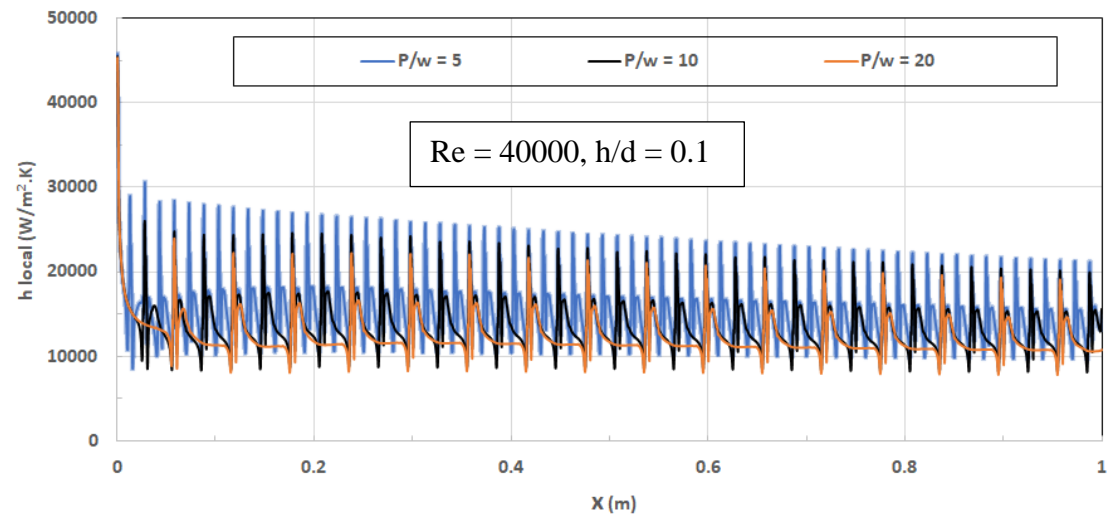 50000
P/w = 5 P/w = 10 P/w = 20
40000
Re = 40000, h/d = 0.1
30000
h local (W/m².K)
20000
10000
0
0 0.2 0.4 0.6 0.8 1
X (m)